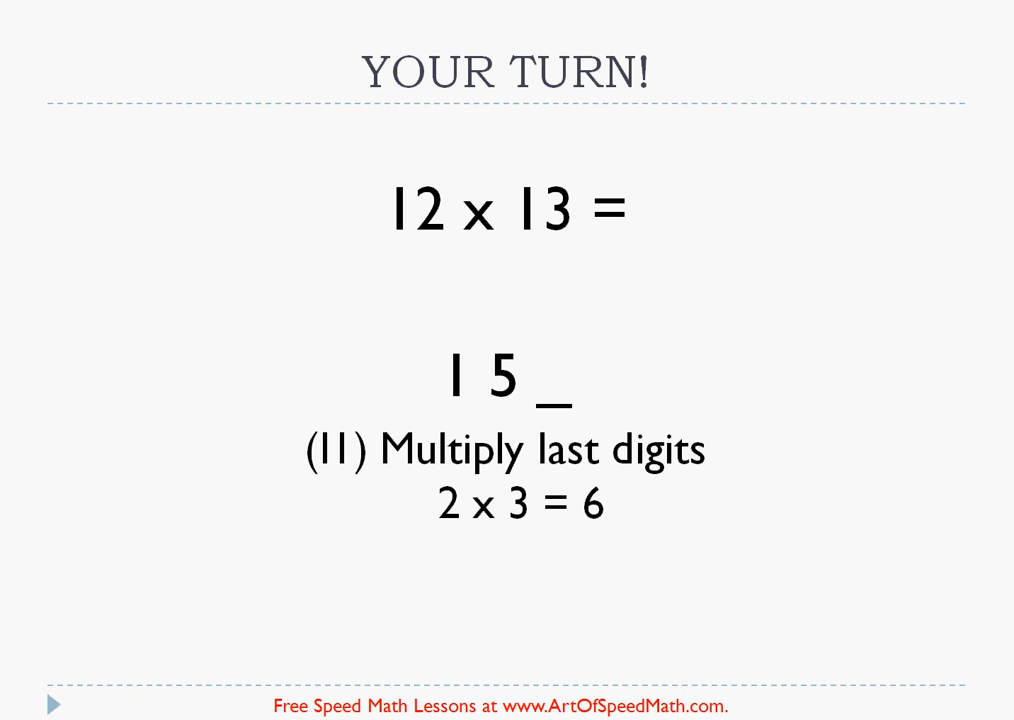 YOUR TURN!
12 x 13 =
1 5 _
(II) Multiply last digits
2 x 3 = 6
Free Speed Math Lessons at www.ArtOfSpeedMath.com.